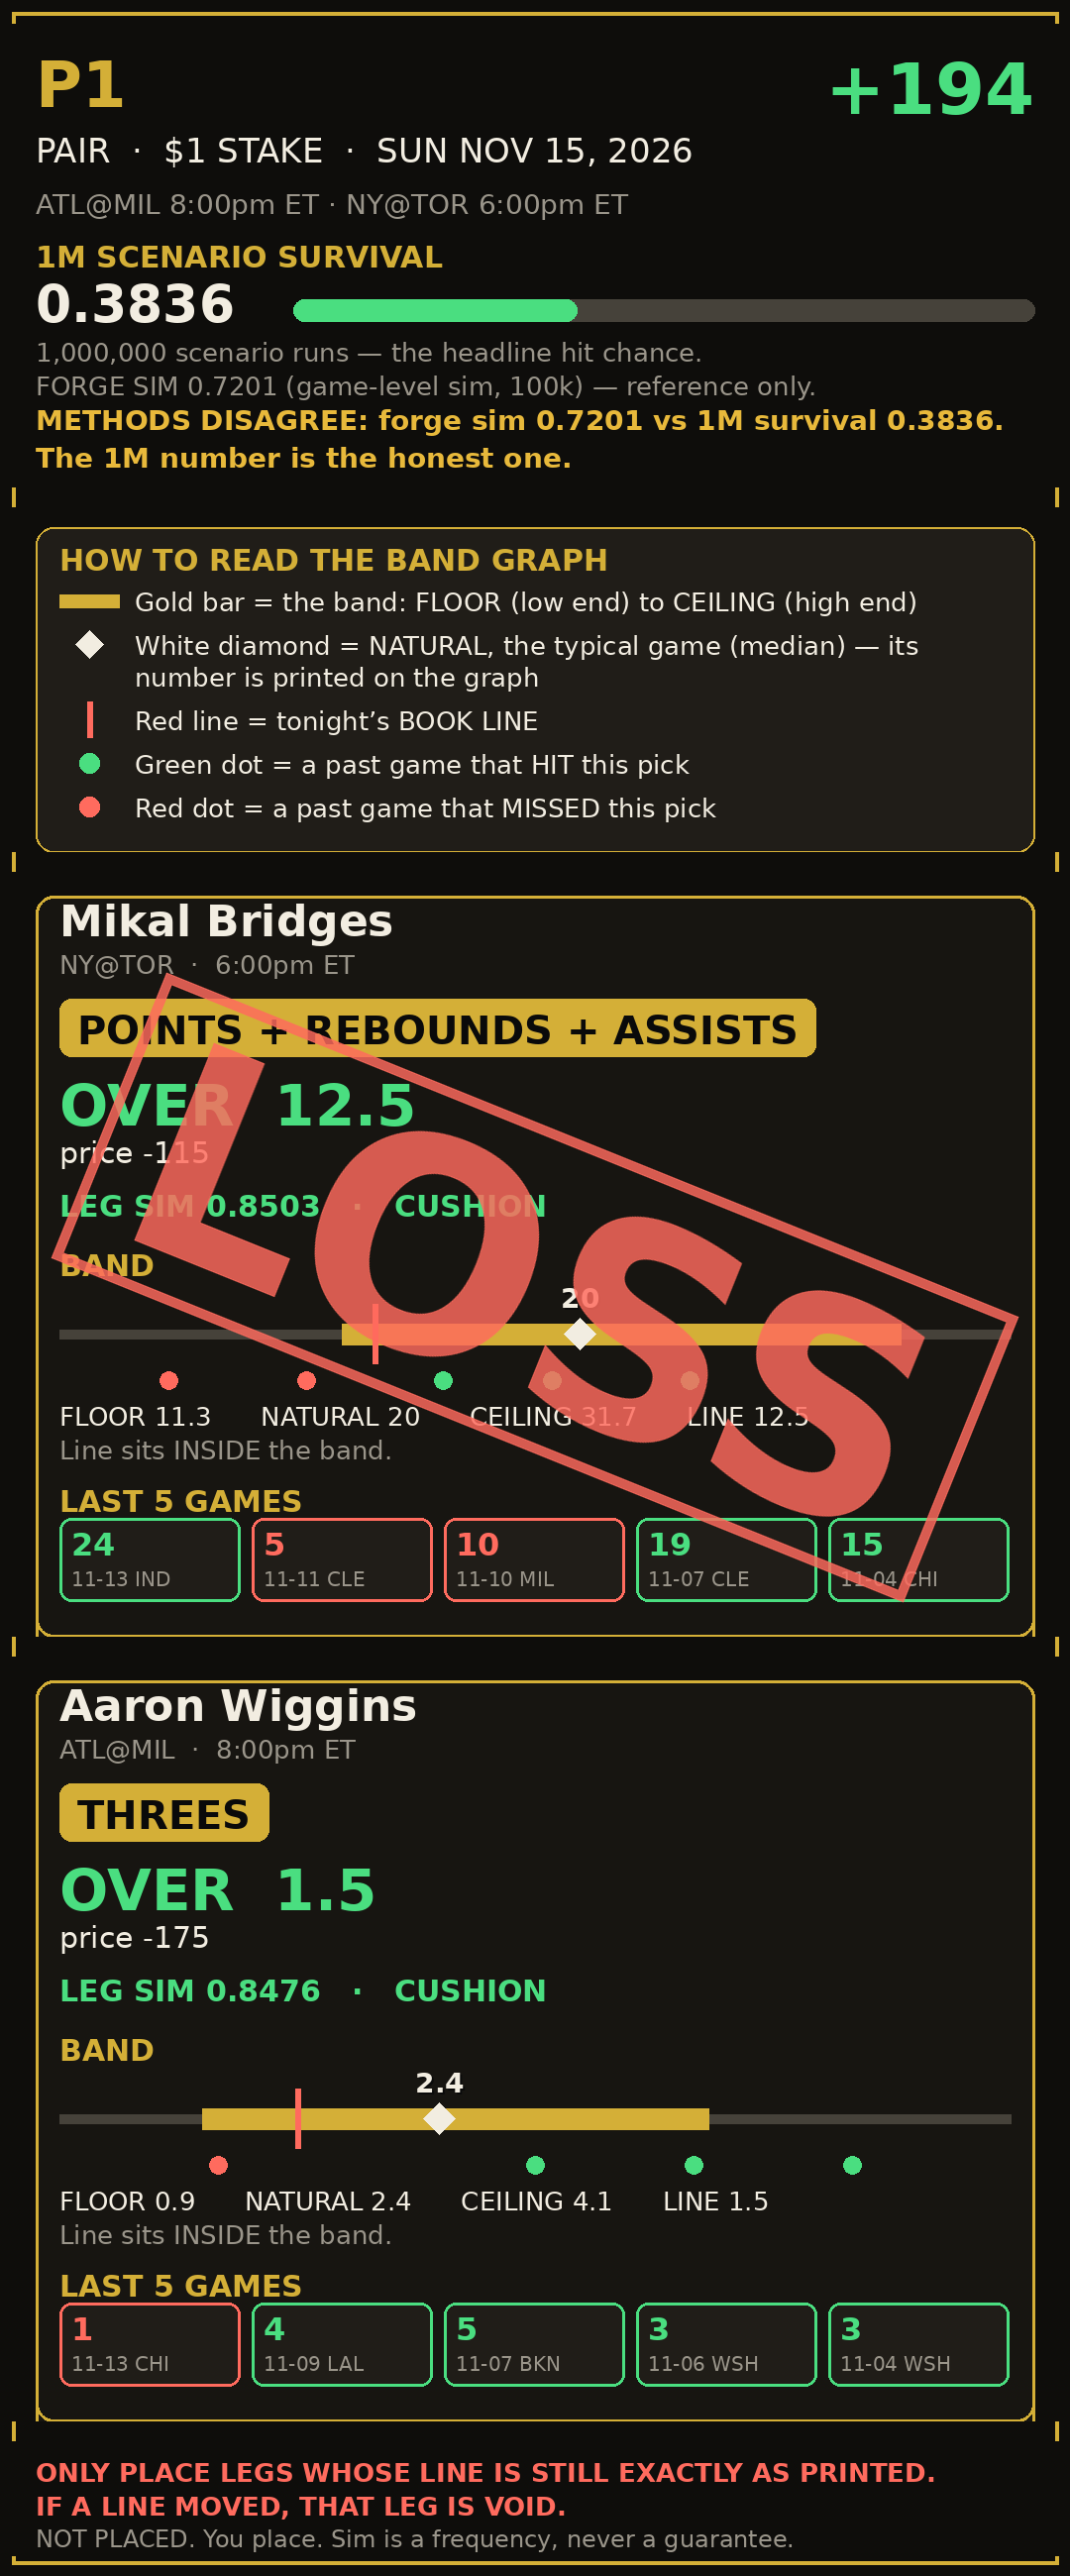 P1
+194
PAIR · $1 STAKE · SUN NOV 15, 2026
ATL@MIL 8:00pm ET · NY@TOR 6:00pm ET
1M SCENARIO SURVIVAL
0.3836
1,000,000 scenario runs — the headline hit chance.
FORGE SIM 0.7201 (game-level sim, 100k) — reference only.
METHODS DISAGREE: forge sim 0.7201 vs 1M survival 0.3836.
The 1M number is the honest one.
HOW TO READ THE BAND GRAPH
Gold bar = the band: FLOOR (low end) to CEILING (high end)
White diamond = NATURAL, the typical game (median) — its
number is printed on the graph
Red line = tonight’s BOOK LINE
Green dot = a past game that HIT this pick
Red dot = a past game that MISSED this pick
Mikal Bridges
NY@TOR · 6:00pm ET
POINTS + REBOUNDS + ASSISTS
OVER 12.5
price -115
LEG SIM 0.8503 · CUSHION
LOSS
BAND
20
FLOOR 11.3 NATURAL 20 CEILING 31.7 LINE 12.5
Line sits INSIDE the band.
LAST 5 GAMES
24 5 10 19 15
11-13 IND 11-11 CLE 11-10 MIL 11-07 CLE 11-04 CHI
Aaron Wiggins
ATL@MIL · 8:00pm ET
THREES
OVER 1.5
price -175
LEG SIM 0.8476 · CUSHION
BAND
2.4
FLOOR 0.9 NATURAL 2.4 CEILING 4.1 LINE 1.5
Line sits INSIDE the band.
LAST 5 GAMES
1 4 5 3 3
11-13 CHI 11-09 LAL 11-07 BKN 11-06 WSH 11-04 WSH
ONLY PLACE LEGS WHOSE LINE IS STILL EXACTLY AS PRINTED.
IF A LINE MOVED, THAT LEG IS VOID.
NOT PLACED. You place. Sim is a frequency, never a guarantee.